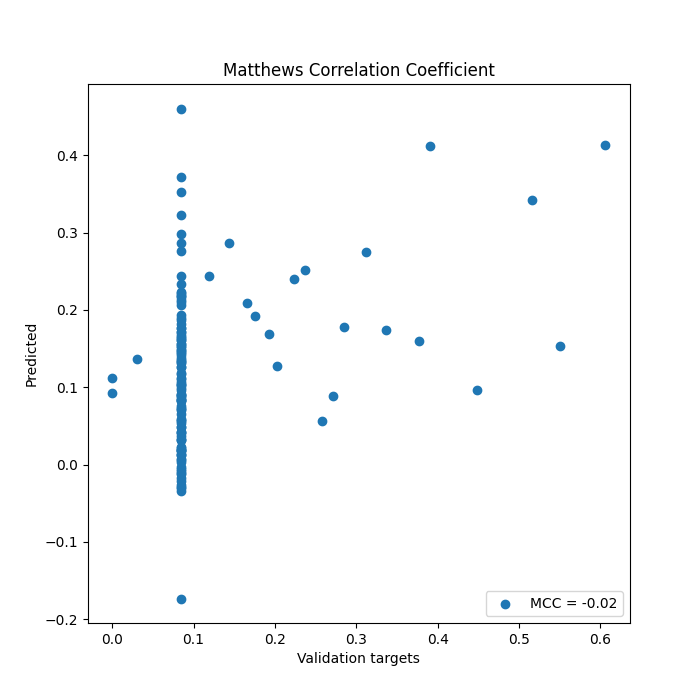 Matthews Correlation Coefficient
0.4
0.3
0.2
0.1
0.0
−0.1
−0.2
Predicted
MCC = -0.02
0.0 0.1 0.2 0.3 0.4 0.5 0.6
Validation targets